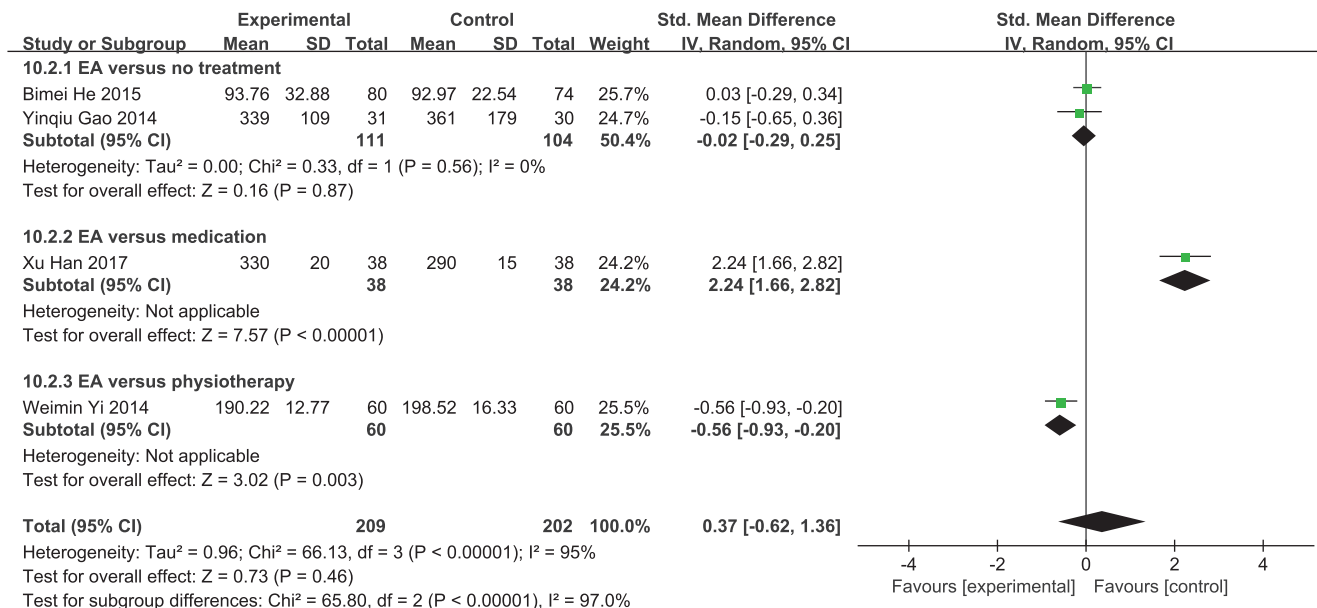 Experimental Control Std. Mean Difference Std. Mean Difference
Study or Subgroup Mean SD Total Mean SD Total Weight IV, Random, 95% CI IV, Random, 95% CI
10.2.1 EA versus no treatment
Bimei He 2015 93.76 32.88 80 92.97 22.54 74 25.7% 0.03 [-0.29, 0.34]
Yinqiu Gao 2014 339 109 31 361 179 30 24.7% -0.15 [-0.65, 0.36]
Subtotal (95% CI) 111 104 50.4% -0.02 [-0.29, 0.25]
Heterogeneity: Tau² = 0.00; Chi² = 0.33, df = 1 (P = 0.56); I² = 0%
Test for overall effect: Z = 0.16 (P = 0.87)
10.2.2 EA versus medication
Xu Han 2017 330 20 38 290 15 38 24.2% 2.24 [1.66, 2.82]
Subtotal (95% CI) 38 38 24.2% 2.24 [1.66, 2.82]
Heterogeneity: Not applicable
Test for overall effect: Z = 7.57 (P < 0.00001)
10.2.3 EA versus physiotherapy
Weimin Yi 2014 190.22 12.77 60 198.52 16.33 60 25.5% -0.56 [-0.93, -0.20]
Subtotal (95% CI) 60 60 25.5% -0.56 [-0.93, -0.20]
Heterogeneity: Not applicable
Test for overall effect: Z = 3.02 (P = 0.003)
Total (95% CI) 209 202 100.0% 0.37 [-0.62, 1.36]
Heterogeneity: Tau² = 0.96; Chi² = 66.13, df = 3 (P < 0.00001); I² = 95%
Test for overall effect: Z = 0.73 (P = 0.46)
Test for subgroup differences: Chi² = 65.80, df = 2 (P < 0.00001), I² = 97.0%
-4 -2 0 2 4
Favours [experimental] Favours [control]